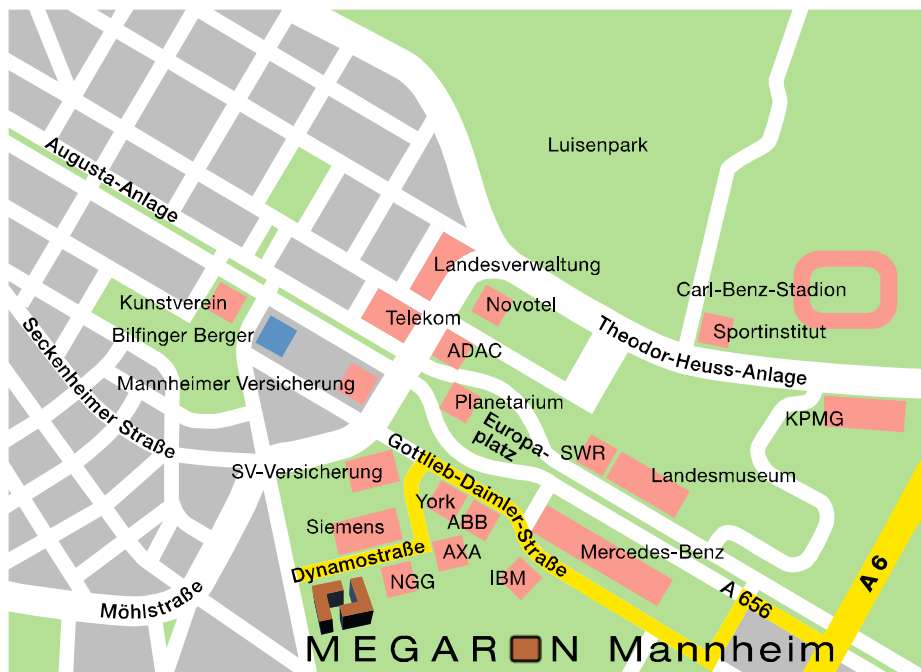 Luisenpark
Augusta-Anlage
Landesverwaltung
Carl-Benz-Stadion
Kunstverein
Novotel
Telekom
Sportinstitut
Bilfinger Berger
ADAC
Theodor-Heuss-Anlage
Seckenheimer Straße
Mannheimer Versicherung
Planetarium
KPMG
Europa-
platz
SWR
Landesmuseum
SV-Versicherung
Gottlieb-Daimler-Straße
York
ABB
Siemens
AXA
Mercedes-Benz
Dynamostraße
NGG
IBM
A 6
A 656
Möhlstraße
MEGARON Mannheim